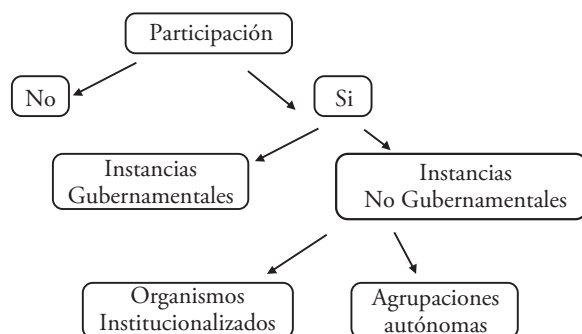 Participación
No
Si
Instancias
Gubernamentales
Instancias
No Gubernamentales
Organismos
Institucionalizados
Agrupaciones
autónomas